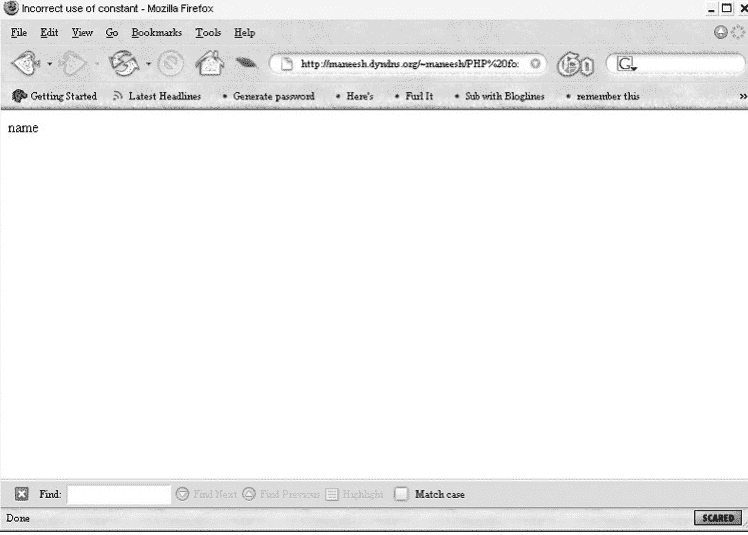 Incorrect use of constant - Mozilla Firefox
File Edit View Go Bookmarks Tools Help
http://maneesh.dyndns.org/~maneesh/PHP%20fo: G
Getting Started Latest Headlines Generate password Here's Furl It Sub with Bloglines remember this »
name
Find: Find Next Find Previous Highlight Match case
Done SCARED